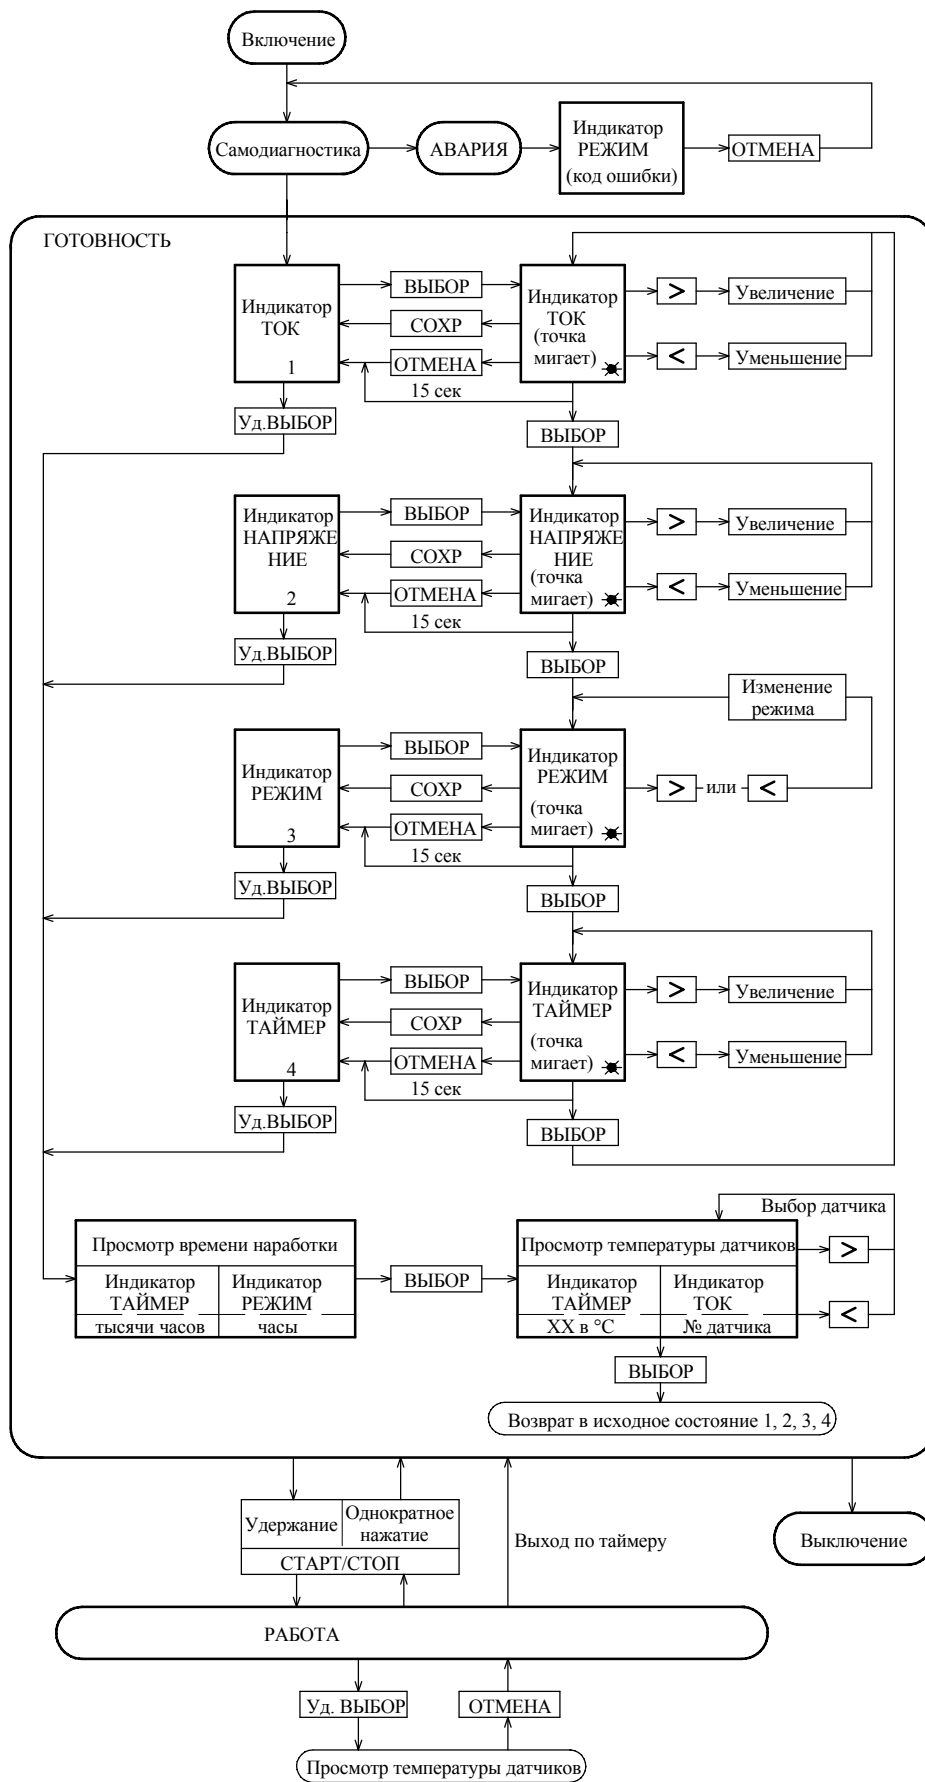 Включение
Самодиагностика
АВАРИЯ
Индикатор
РЕЖИМ
(код ошибки)
ОТМЕНА
ГОТОВНОСТЬ
Индикатор
ТОК
1
ВЫБОР
СОХР
ОТМЕНА
15 сек
Индикатор
ТОК
(точка
мигает)
>
Увеличение
<
Уменьшение
Уд.ВЫБОР
ВЫБОР
Индикатор
НАПРЯЖЕ
НИЕ
2
ВЫБОР
СОХР
ОТМЕНА
15 сек
Индикатор
НАПРЯЖЕ
НИЕ
(точка
мигает)
>
Увеличение
<
Уменьшение
Уд.ВЫБОР
ВЫБОР
Изменение
режима
Индикатор
РЕЖИМ
3
ВЫБОР
СОХР
ОТМЕНА
15 сек
Индикатор
РЕЖИМ
(точка
мигает)
> или <
Уд.ВЫБОР
ВЫБОР
Индикатор
ТАЙМЕР
4
ВЫБОР
СОХР
ОТМЕНА
15 сек
Индикатор
ТАЙМЕР
(точка
мигает)
>
Увеличение
<
Уменьшение
Уд.ВЫБОР
ВЫБОР
Просмотр времени наработки
Индикатор
ТАЙМЕР
тысячи часов
Индикатор
РЕЖИМ
часы
ВЫБОР
Выбор датчика
Просмотр температуры датчиков
Индикатор
ТАЙМЕР
ХХ в °С
Индикатор
ТОК
№ датчика
>
<
ВЫБОР
Возврат в исходное состояние 1, 2, 3, 4
Удержание
Однократное
нажатие
СТАРТ/СТОП
Выход по таймеру
Выключение
РАБОТА
Уд. ВЫБОР
ОТМЕНА
Просмотр температуры датчиков